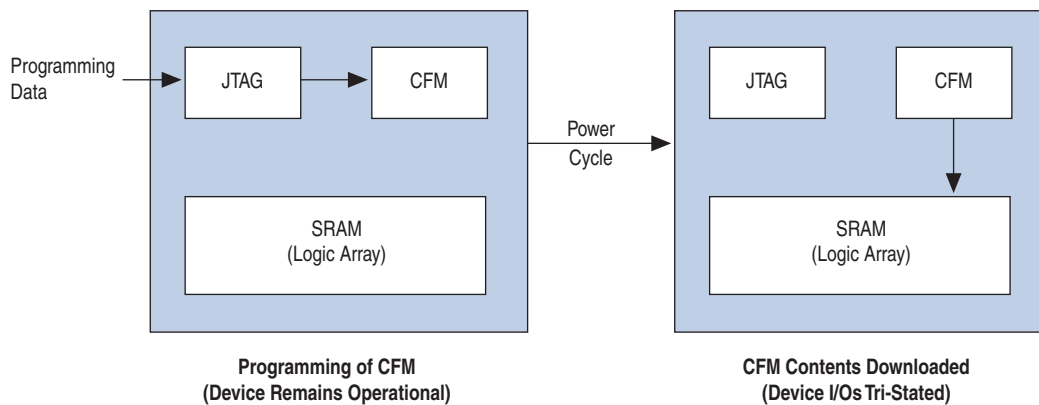 Programming
Data
JTAG
CFM
SRAM
(Logic Array)
Programming of CFM
(Device Remains Operational)
Power
Cycle
JTAG
CFM
SRAM
(Logic Array)
CFM Contents Downloaded
(Device I/Os Tri-Stated)